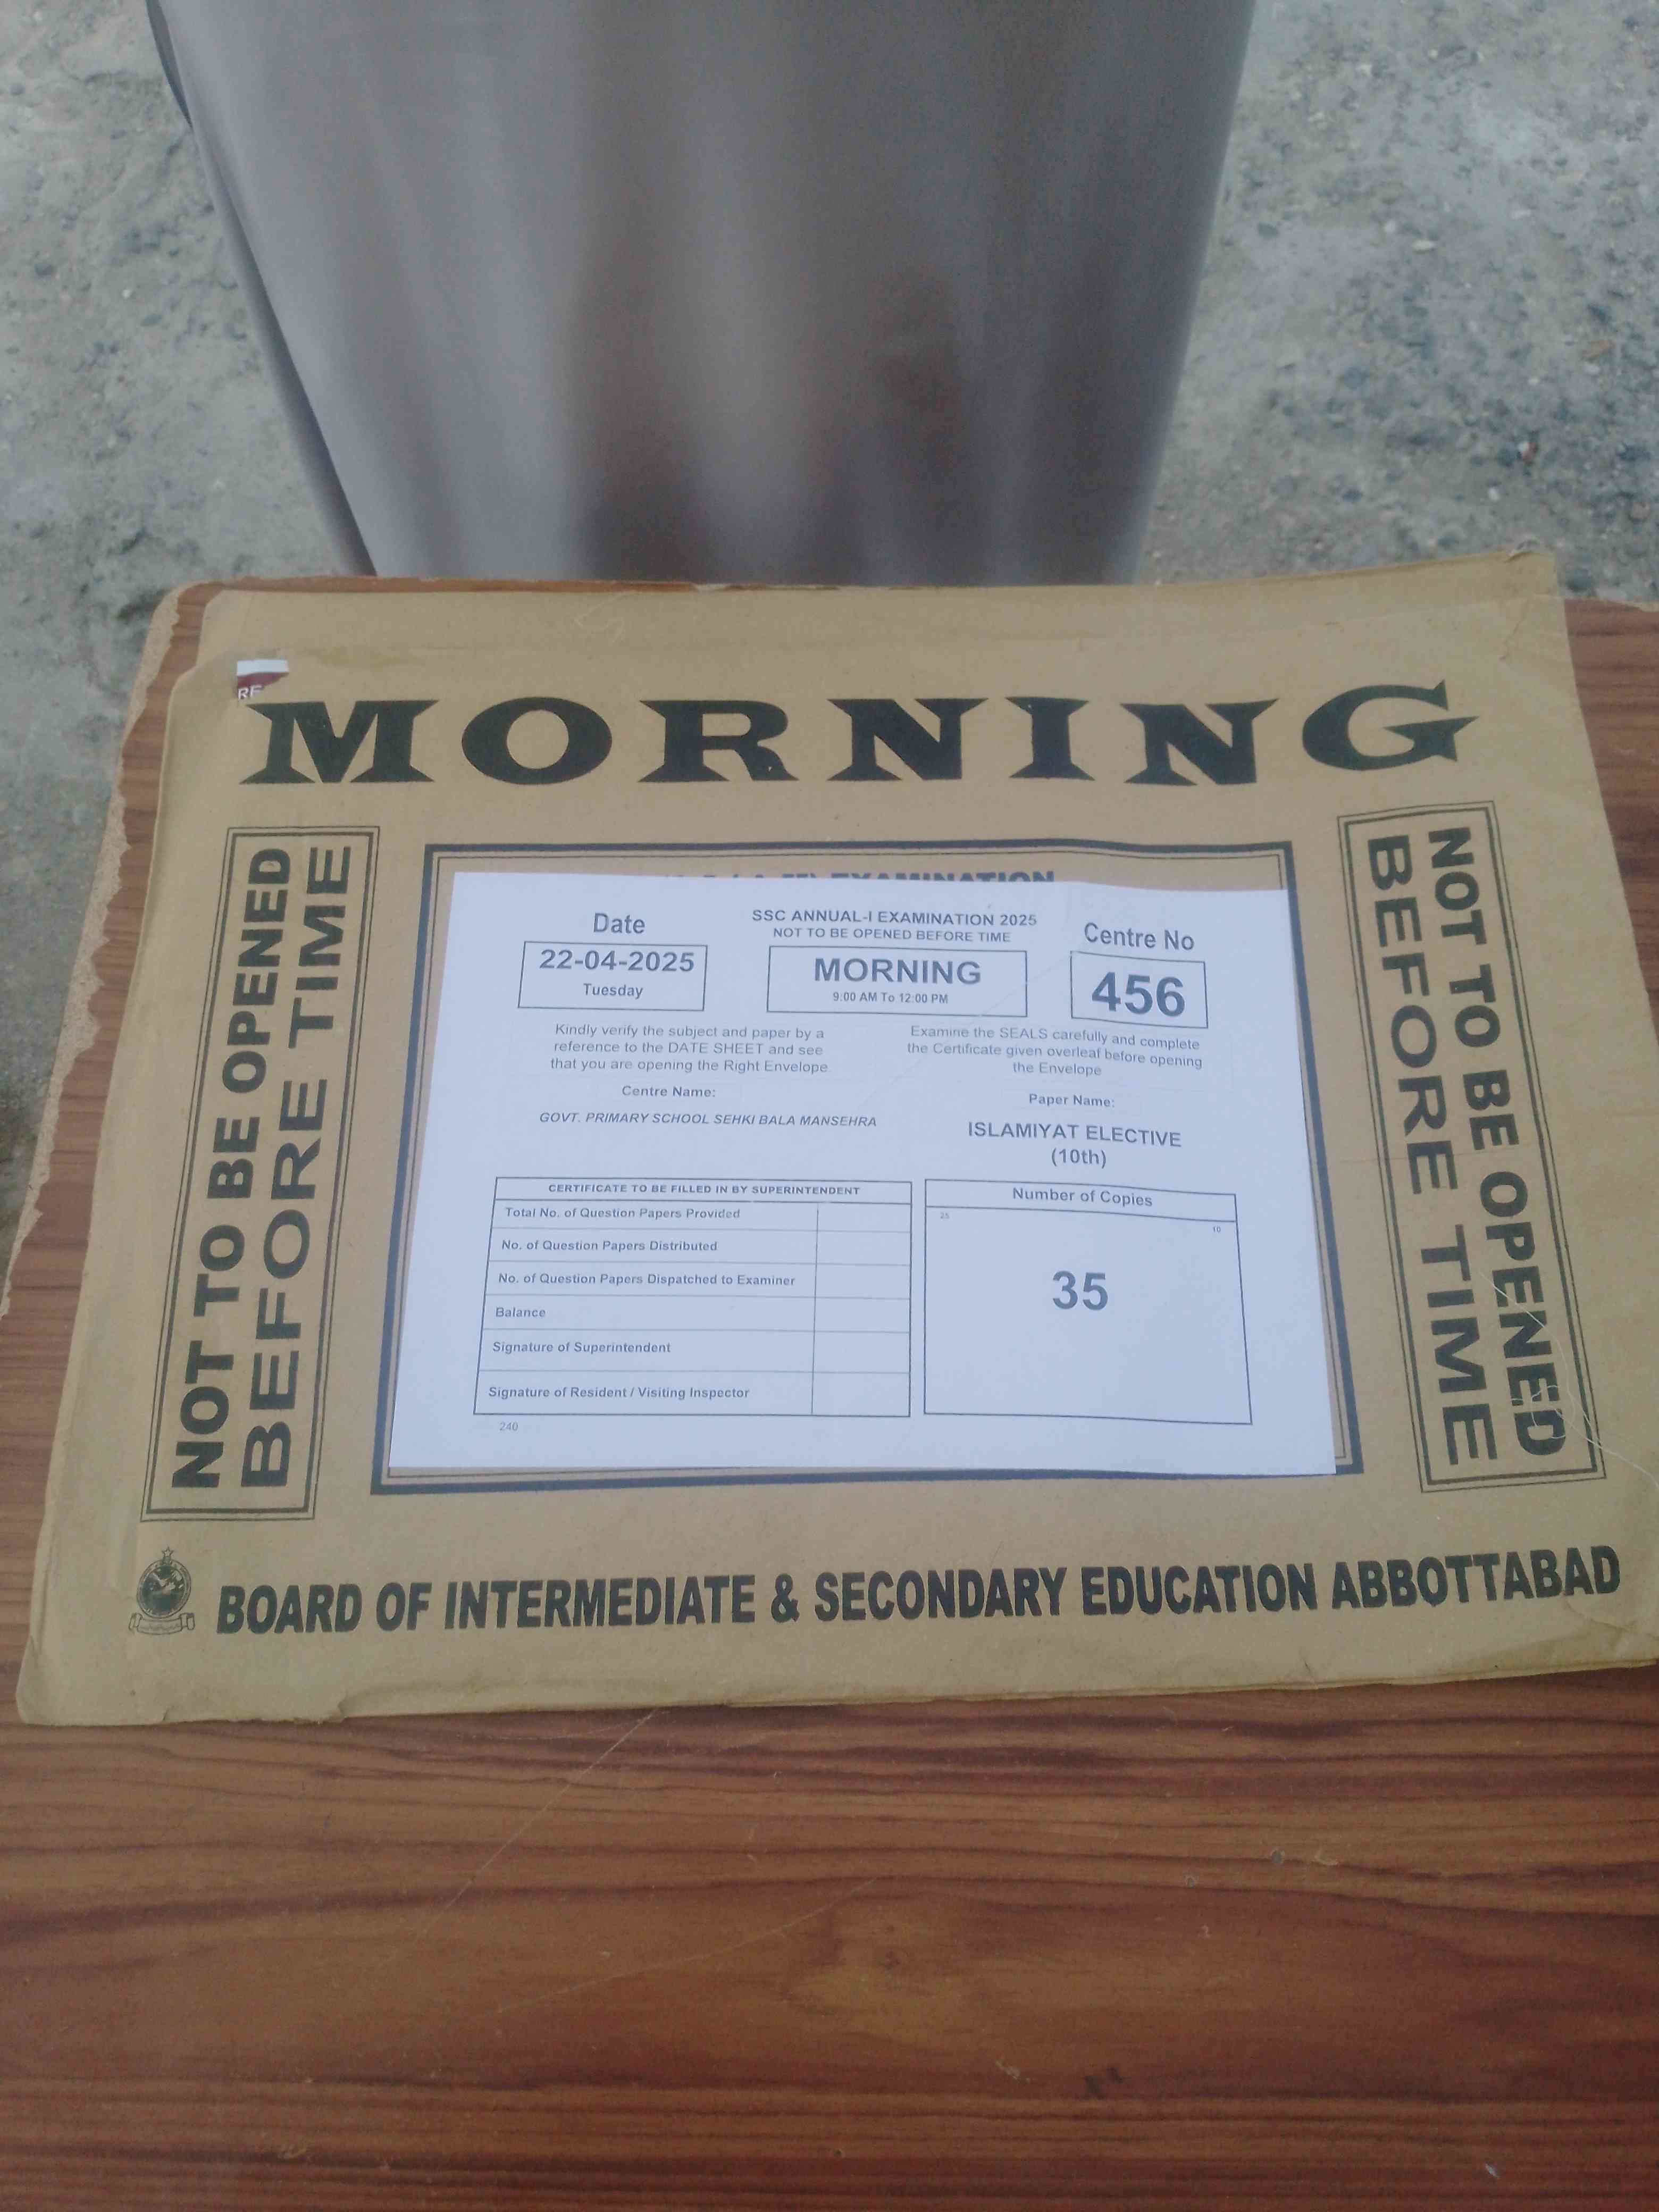 RE
MORNING
NOT TO BE OPENED
BEFORE TIME
NOT TO BE OPENED
BEFORE TIME
EXAMINATION
Date
22-04-2025
Tuesday
SSC ANNUAL-I EXAMINATION 2025
NOT TO BE OPENED BEFORE TIME
MORNING
9:00 AM To 12:00 PM
Centre No
456
Kindly verify the subject and paper by a
reference to the DATE SHEET and see
that you are opening the Right Envelope
Examine the SEALS carefully and complete
the Certificate given overleaf before opening
the Envelope
Centre Name:
GOVT. PRIMARY SCHOOL SEHKI BALA MANSEHRA
Paper Name:
ISLAMIYAT ELECTIVE
(10th)
CERTIFICATE TO BE FILLED IN BY SUPERINTENDENT
Total No. of Question Papers Provided
No. of Question Papers Distributed
No. of Question Papers Dispatched to Examiner
Balance
Signature of Superintendent
Signature of Resident / Visiting Inspector
240
Number of Copies
25
10
35
BOARD OF INTERMEDIATE & SECONDARY EDUCATION ABBOTTABAD